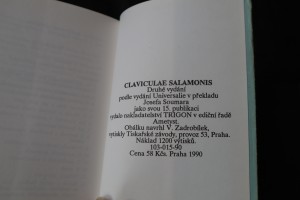 CLAVICULAE SALAMONIS
Druhé vydání
podle vydání Universalie v překladu
Josefa Soumara
jako svou 15. publikaci
vydalo nakladatelství TRIGON v ediční řadě
Ametyst.
Obálku navrhl V. Zadrobílek,
vytiskly Tiskařské závody, provoz 53, Praha.
Náklad 1200 výtisků.
103-015-90
Cena 58 Kčs. Praha 1990